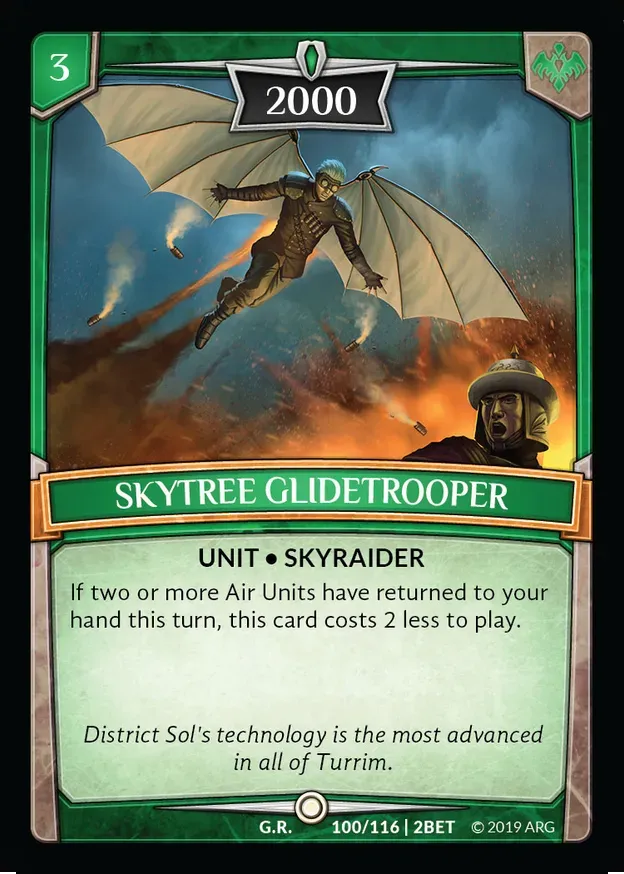 3
2000
SKYTREE GLIDETROOPER
UNIT • SKYRAIDER
If two or more Air Units have returned to your
hand this turn, this card costs 2 less to play.
District Sol's technology is the most advanced
in all of Turrim.
G.R. 100/116 | 2BET © 2019 ARG